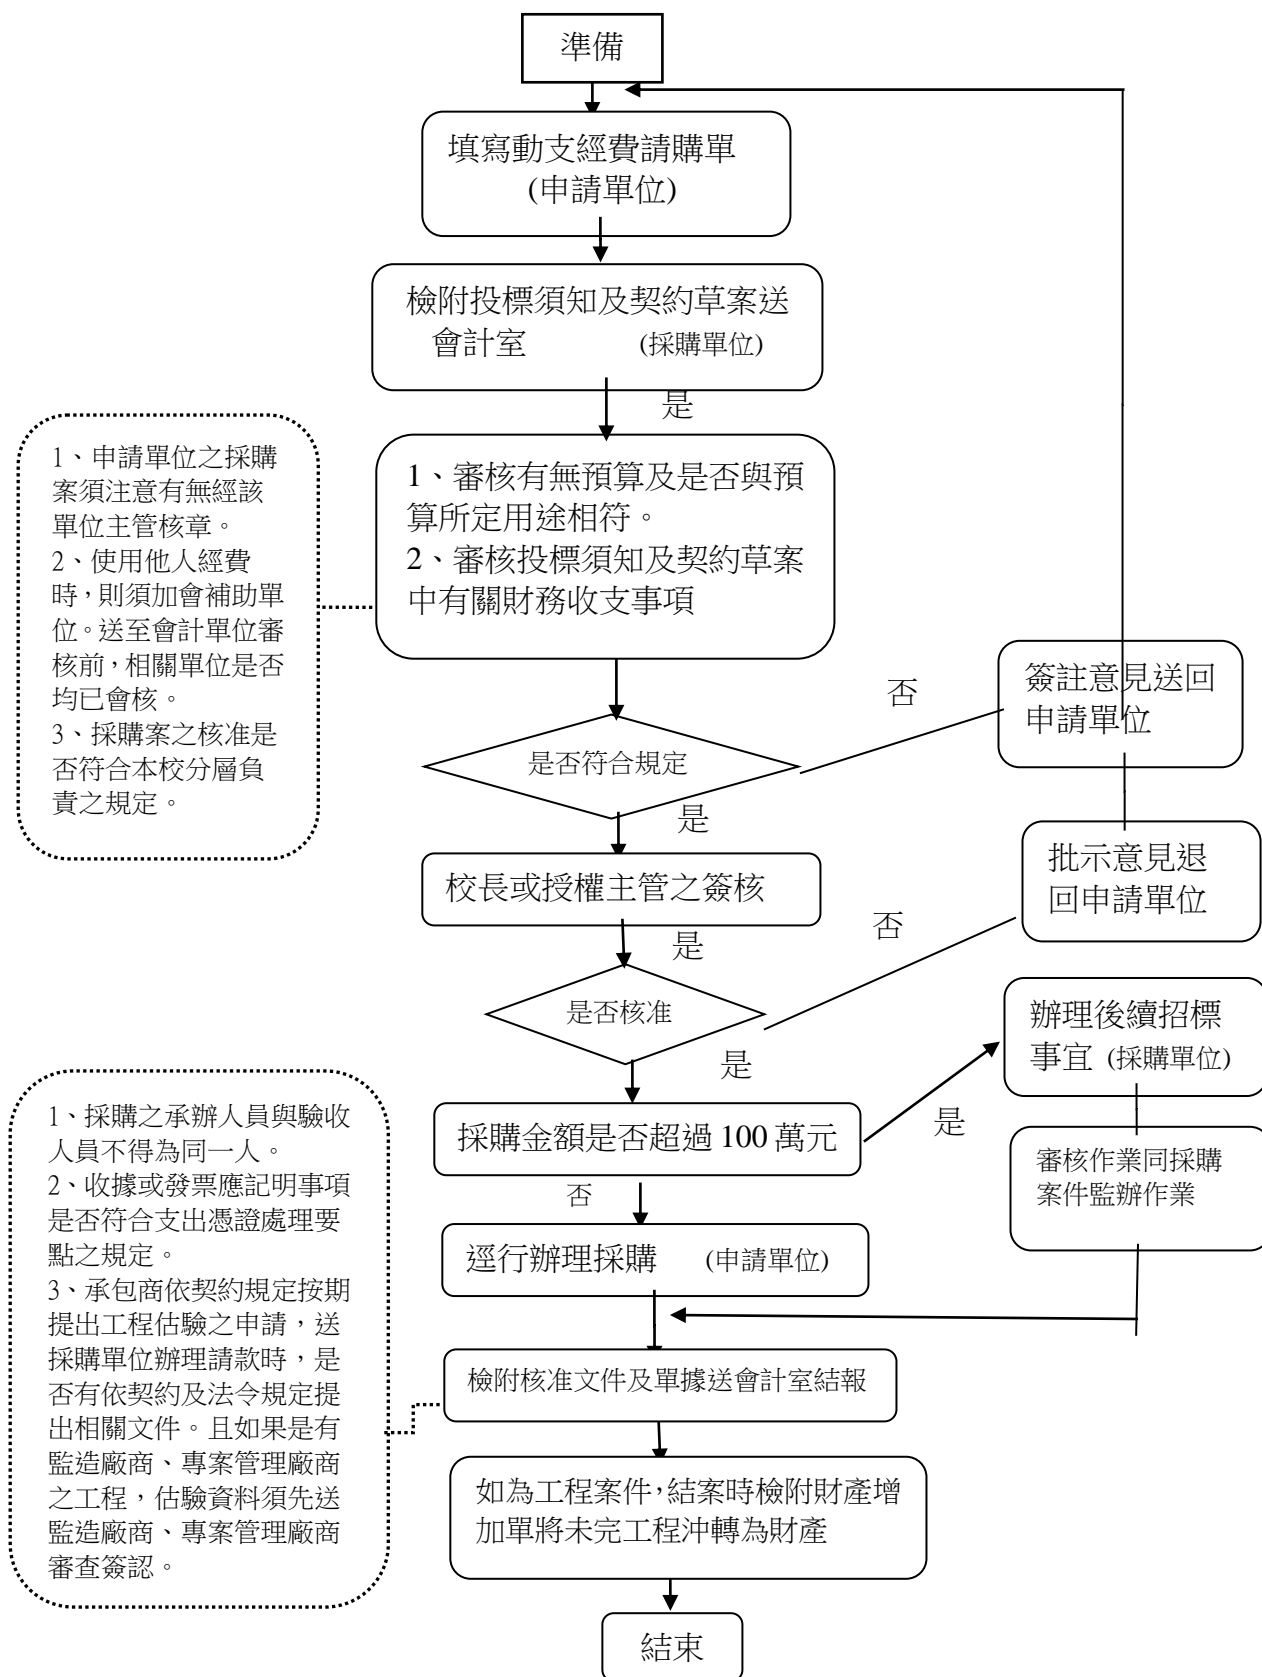 準備
填寫動支經費請購單
(申請單位)
檢附投標須知及契約草案送
會計室 (採購單位)
是
1、申請單位之採購
案須注意有無經該
單位主管核章。
2、使用他人經費
時,則須加會補助單
位。送至會計單位審
核前,相關單位是否
均已會核。
3、採購案之核准是
否符合本校分層負
責之規定。
1、審核有無預算及是否與預
算所定用途相符。
2、審核投標須知及契約草案
中有關財務收支事項
是否符合規定
否
簽註意見送回
申請單位
是
校長或授權主管之簽核
批示意見退
回申請單位
是
否
是否核准
是
辦理後續招標
事宜 (採購單位)
採購金額是否超過 100 萬元
是
審核作業同採購
案件監辦作業
否
逕行辦理採購 (申請單位)
1、採購之承辦人員與驗收
人員不得為同一人。
2、收據或發票應記明事項
是否符合支出憑證處理要
點之規定。
3、承包商依契約規定按期
提出工程估驗之申請,送
採購單位辦理請款時,是
否有依契約及法令規定提
出相關文件。且如果是有
監造廠商、專案管理廠商
之工程,估驗資料須先送
監造廠商、專案管理廠商
審查簽認。
檢附核准文件及單據送會計室結報
如為工程案件,結案時檢附財產增
加單將未完工程沖轉為財產
結束